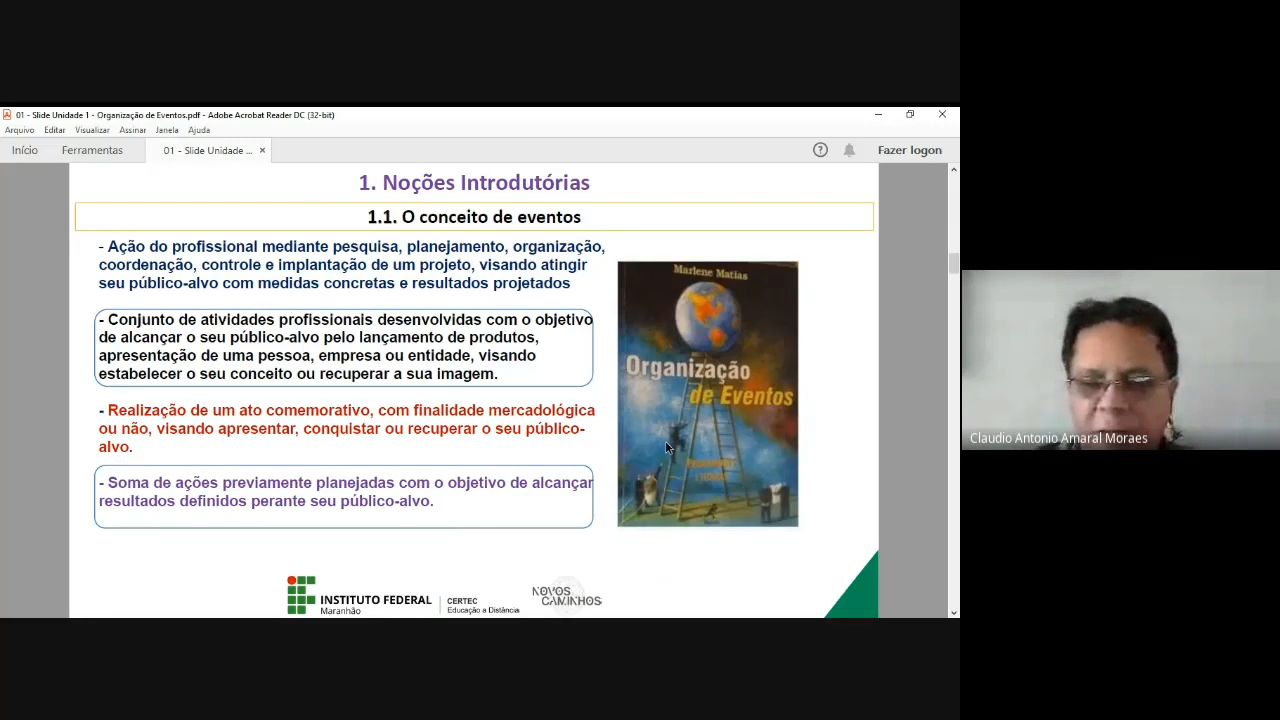 01 - Slide Unidade 1 - Organização de Eventos.pdf - Adobe Acrobat Reader DC (32-bit)
Arquivo Editar Visualizar Assinar Janela Ajuda
Início Ferramentas 01 - Slide Unidade ... × ? Fazer logon
1. Noções Introdutórias
1.1. O conceito de eventos
- Ação do profissional mediante pesquisa, planejamento, organização,
coordenação, controle e implantação de um projeto, visando atingir
seu público-alvo com medidas concretas e resultados projetados
- Conjunto de atividades profissionais desenvolvidas com o objetivo
de alcançar o seu público-alvo pelo lançamento de produtos,
apresentação de uma pessoa, empresa ou entidade, visando
estabelecer o seu conceito ou recuperar a sua imagem.
- Realização de um ato comemorativo, com finalidade mercadológica
ou não, visando apresentar, conquistar ou recuperar o seu público-
alvo.
- Soma de ações previamente planejadas com o objetivo de alcançar
resultados definidos perante seu público-alvo.
Marlene Matias
Organização
de Eventos
INSTITUTO FEDERAL
Maranhão
CERTEC
Educação a Distância
NOVOS
CAMINHOS
Claudio Antonio Amaral Moraes